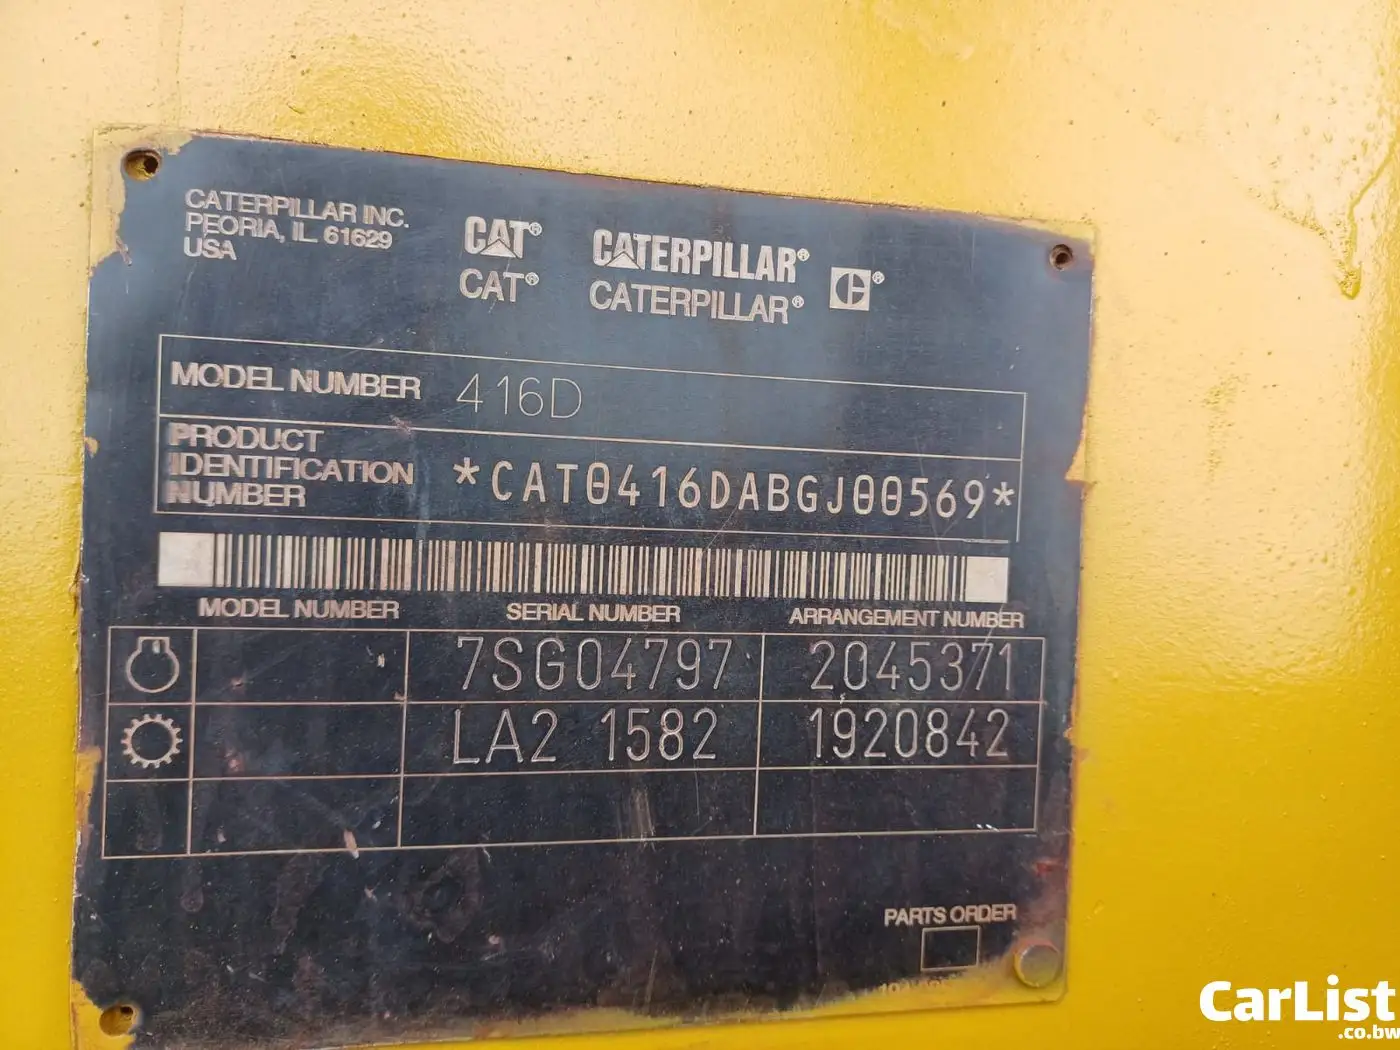 CATERPILLAR INC.
PEORIA, IL 61629
USA
CAT® CATERPILLAR® ®
CAT® CATERPILLAR®
MODEL NUMBER 416D
PRODUCT
IDENTIFICATION
NUMBER
*CAT0416DABGJ00569*
MODEL NUMBER SERIAL NUMBER ARRANGEMENT NUMBER
7SG04797 2045371
LA2 1582 1920842
PARTS ORDER
CarList
.co.bw